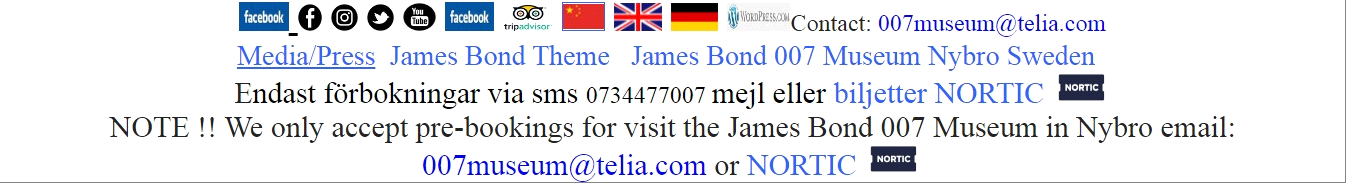 facebook You Tube facebook tripadvisor WORDPRESS.COM Contact: 007museum@telia.com
Media/Press James Bond Theme James Bond 007 Museum Nybro Sweden
Endast förbokningar via sms 0734477007 mejl eller biljetter NORTIC NORTIC
NOTE !! We only accept pre-bookings for visit the James Bond 007 Museum in Nybro email:
007museum@telia.com or NORTIC NORTIC